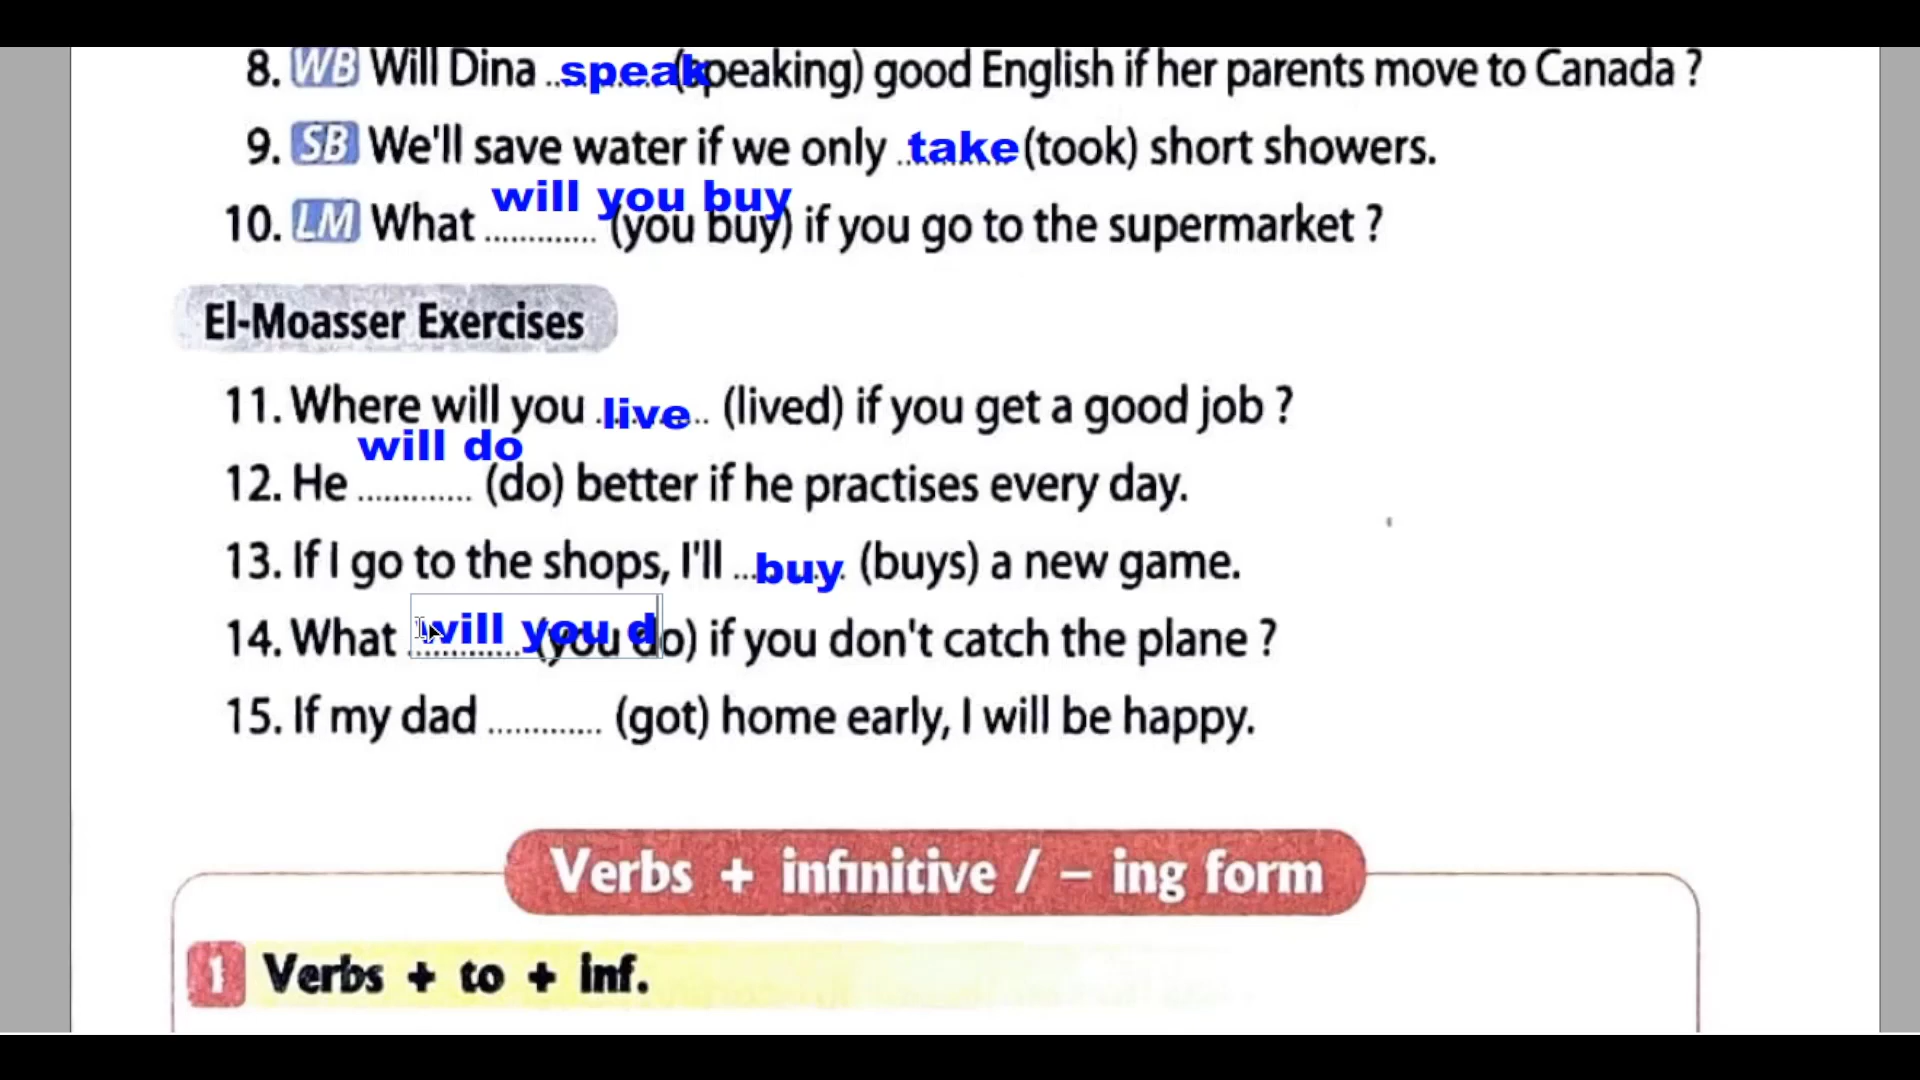 8. WB Will Dina ............ speak (speaking) good English if her parents move to Canada ?
9. SB We'll save water if we only ............ take (took) short showers.
will you buy
10. LM What ............. (you buy) if you go to the supermarket ?
El-Moasser Exercises
11. Where will you ............. live (lived) if you get a good job ?
will do
12. He ............. (do) better if he practises every day.
13. If I go to the shops, I'll ............. buy (buys) a new game.
will you d
14. What ............. (you do) if you don't catch the plane ?
15. If my dad ............. (got) home early, I will be happy.
Verbs + infinitive / – ing form
1 Verbs + to + inf.